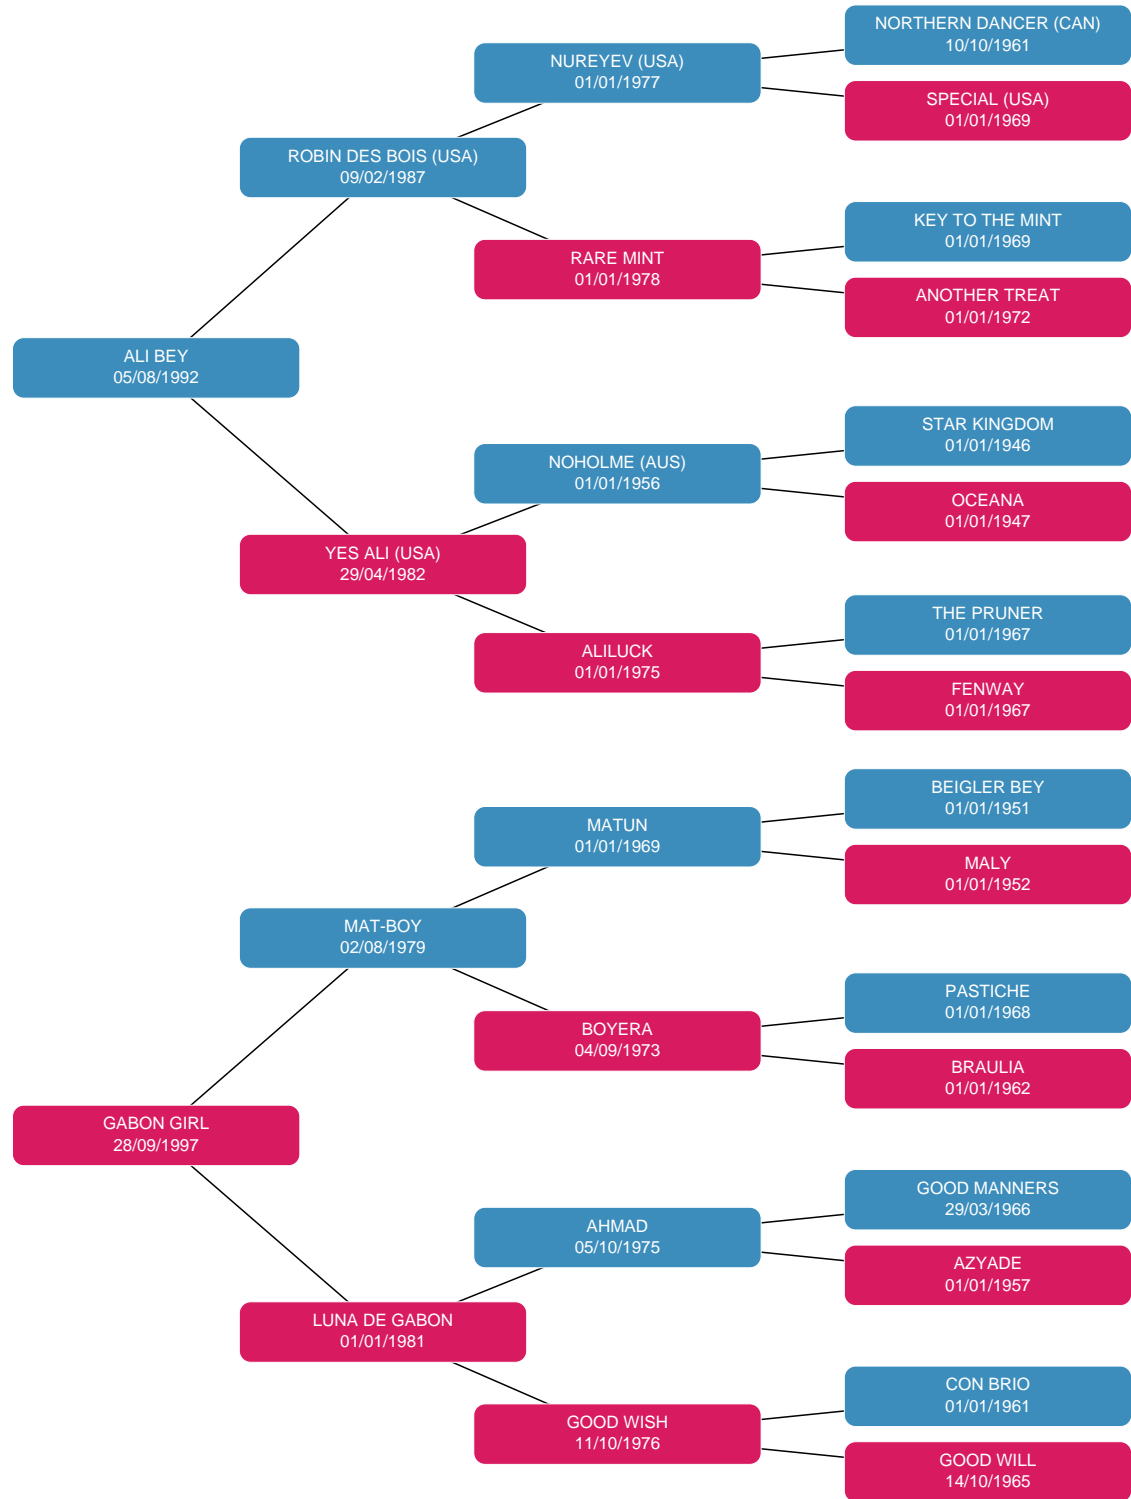 NORTHERN DANCER (CAN)
10/10/1961
NUREYEV (USA)
01/01/1977
SPECIAL (USA)
01/01/1969
ROBIN DES BOIS (USA)
09/02/1987
KEY TO THE MINT
01/01/1969
RARE MINT
01/01/1978
ANOTHER TREAT
01/01/1972
ALI BEY
05/08/1992
STAR KINGDOM
01/01/1946
NOHOLME (AUS)
01/01/1956
OCEANA
01/01/1947
YES ALI (USA)
29/04/1982
THE PRUNER
01/01/1967
ALILUCK
01/01/1975
FENWAY
01/01/1967
BEIGLER BEY
01/01/1951
MATUN
01/01/1969
MALY
01/01/1952
MAT-BOY
02/08/1979
PASTICHE
01/01/1968
BOYERA
04/09/1973
BRAULIA
01/01/1962
GABON GIRL
28/09/1997
GOOD MANNERS
29/03/1966
AHMAD
05/10/1975
AZYADE
01/01/1957
LUNA DE GABON
01/01/1981
CON BRIO
01/01/1961
GOOD WISH
11/10/1976
GOOD WILL
14/10/1965